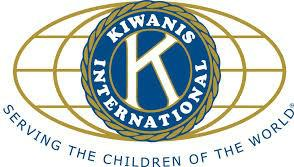 KIWANIS
K
INTERNATIONAL
SERVING THE CHILDREN OF THE WORLD®